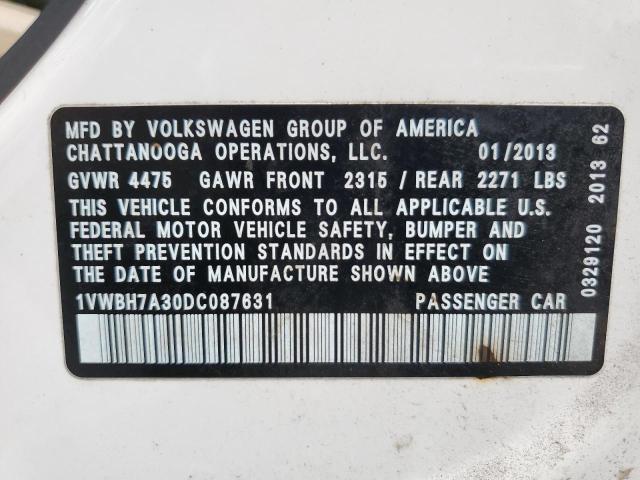 MFD BY VOLKSWAGEN GROUP OF AMERICA
CHATTANOOGA OPERATIONS, LLC. 01/2013
GVWR 4475 GAWR FRONT 2315 / REAR 2271 LBS
THIS VEHICLE CONFORMS TO ALL APPLICABLE U.S.
FEDERAL MOTOR VEHICLE SAFETY, BUMPER AND
THEFT PREVENTION STANDARDS IN EFFECT ON
THE DATE OF MANUFACTURE SHOWN ABOVE
1VWBH7A30DC087631 PASSENGER CAR
0329120 2013 62